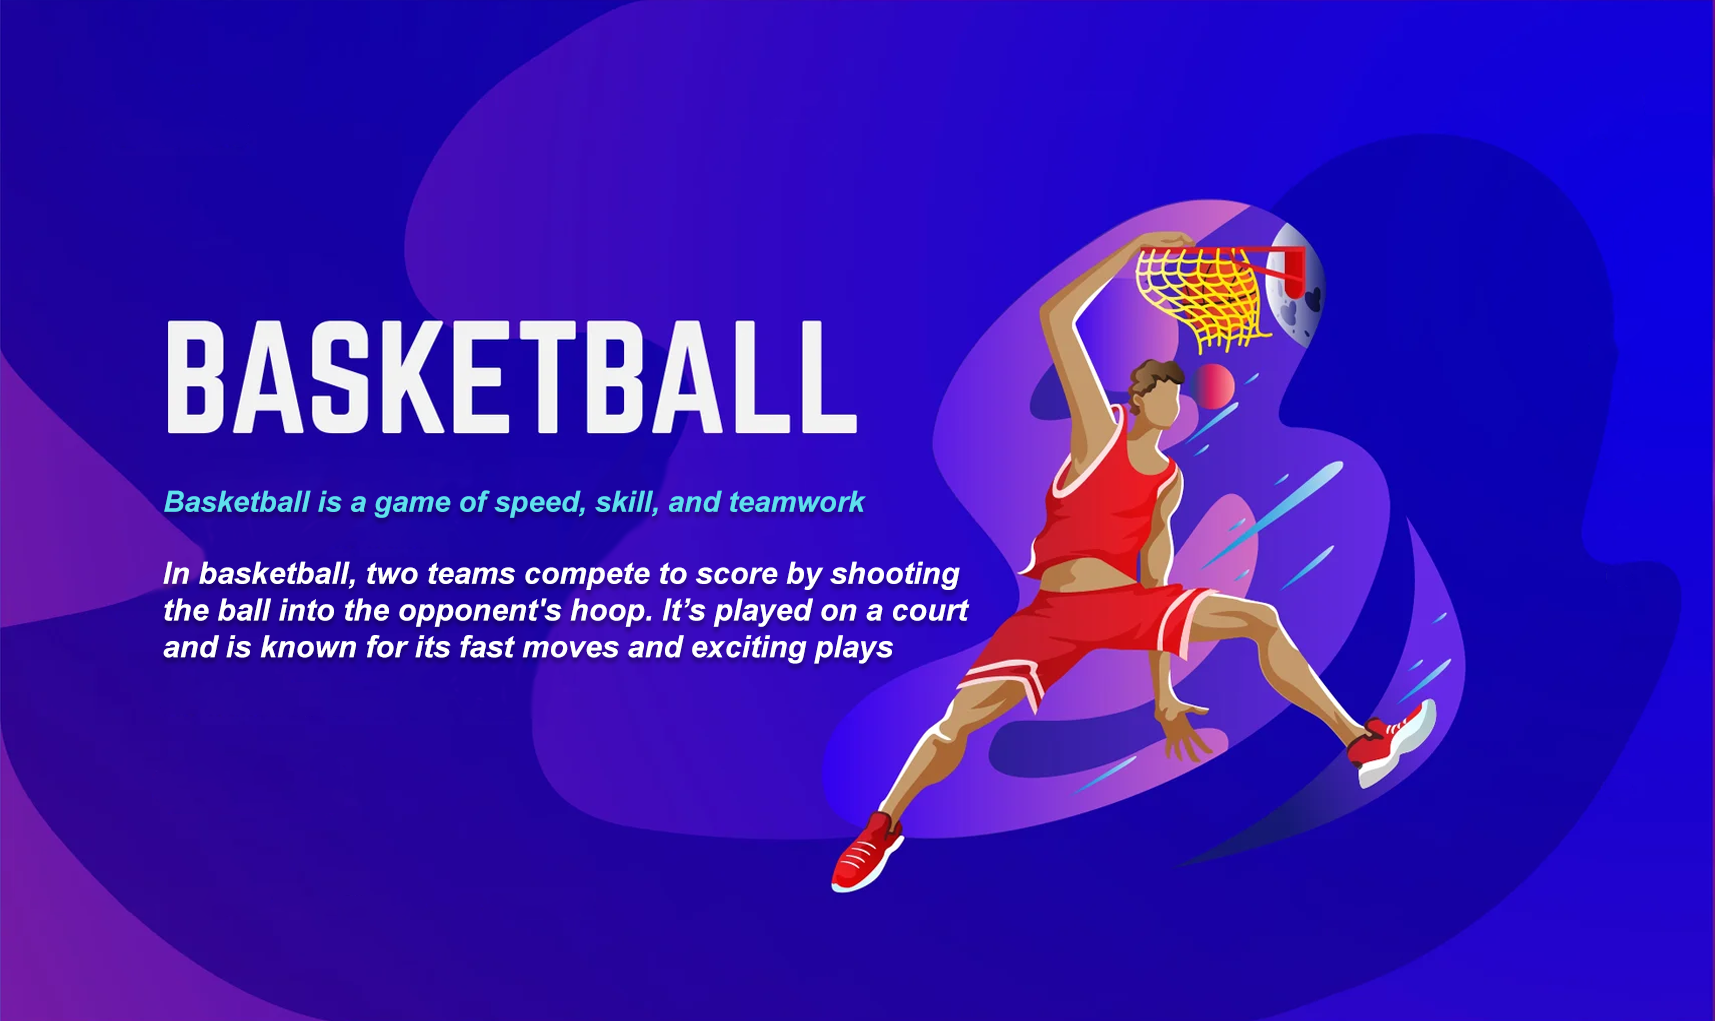 BASKETBALL
Basketball is a game of speed, skill, and teamwork
In basketball, two teams compete to score by shooting
the ball into the opponent's hoop. It’s played on a court
and is known for its fast moves and exciting plays